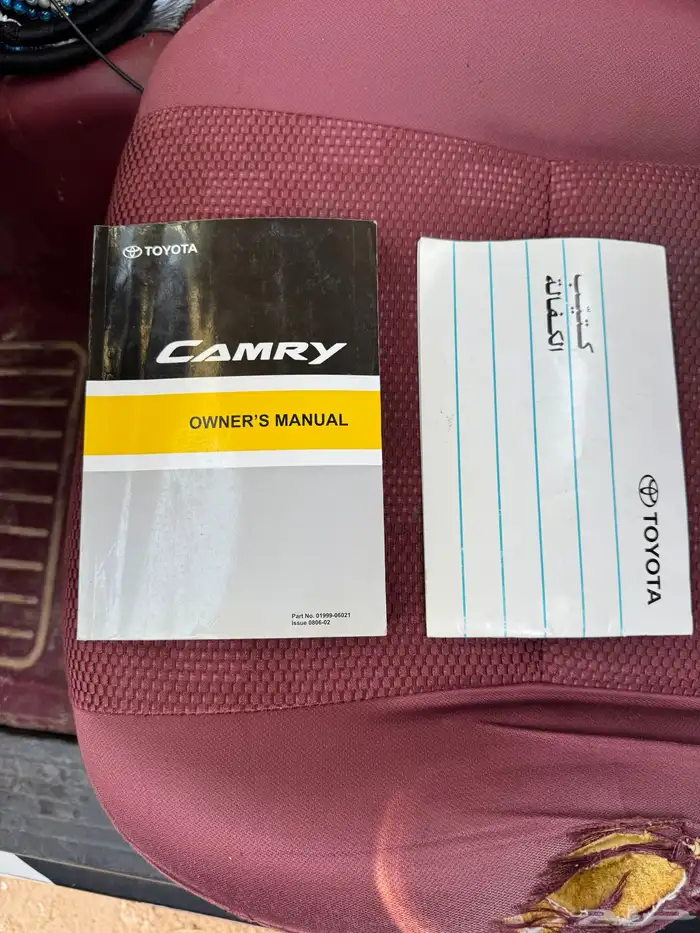 TOYOTA
CAMRY
OWNER'S MANUAL
Part No. 01999-06021
Issue 0806-02
كتيب
الكفالة
TOYOTA